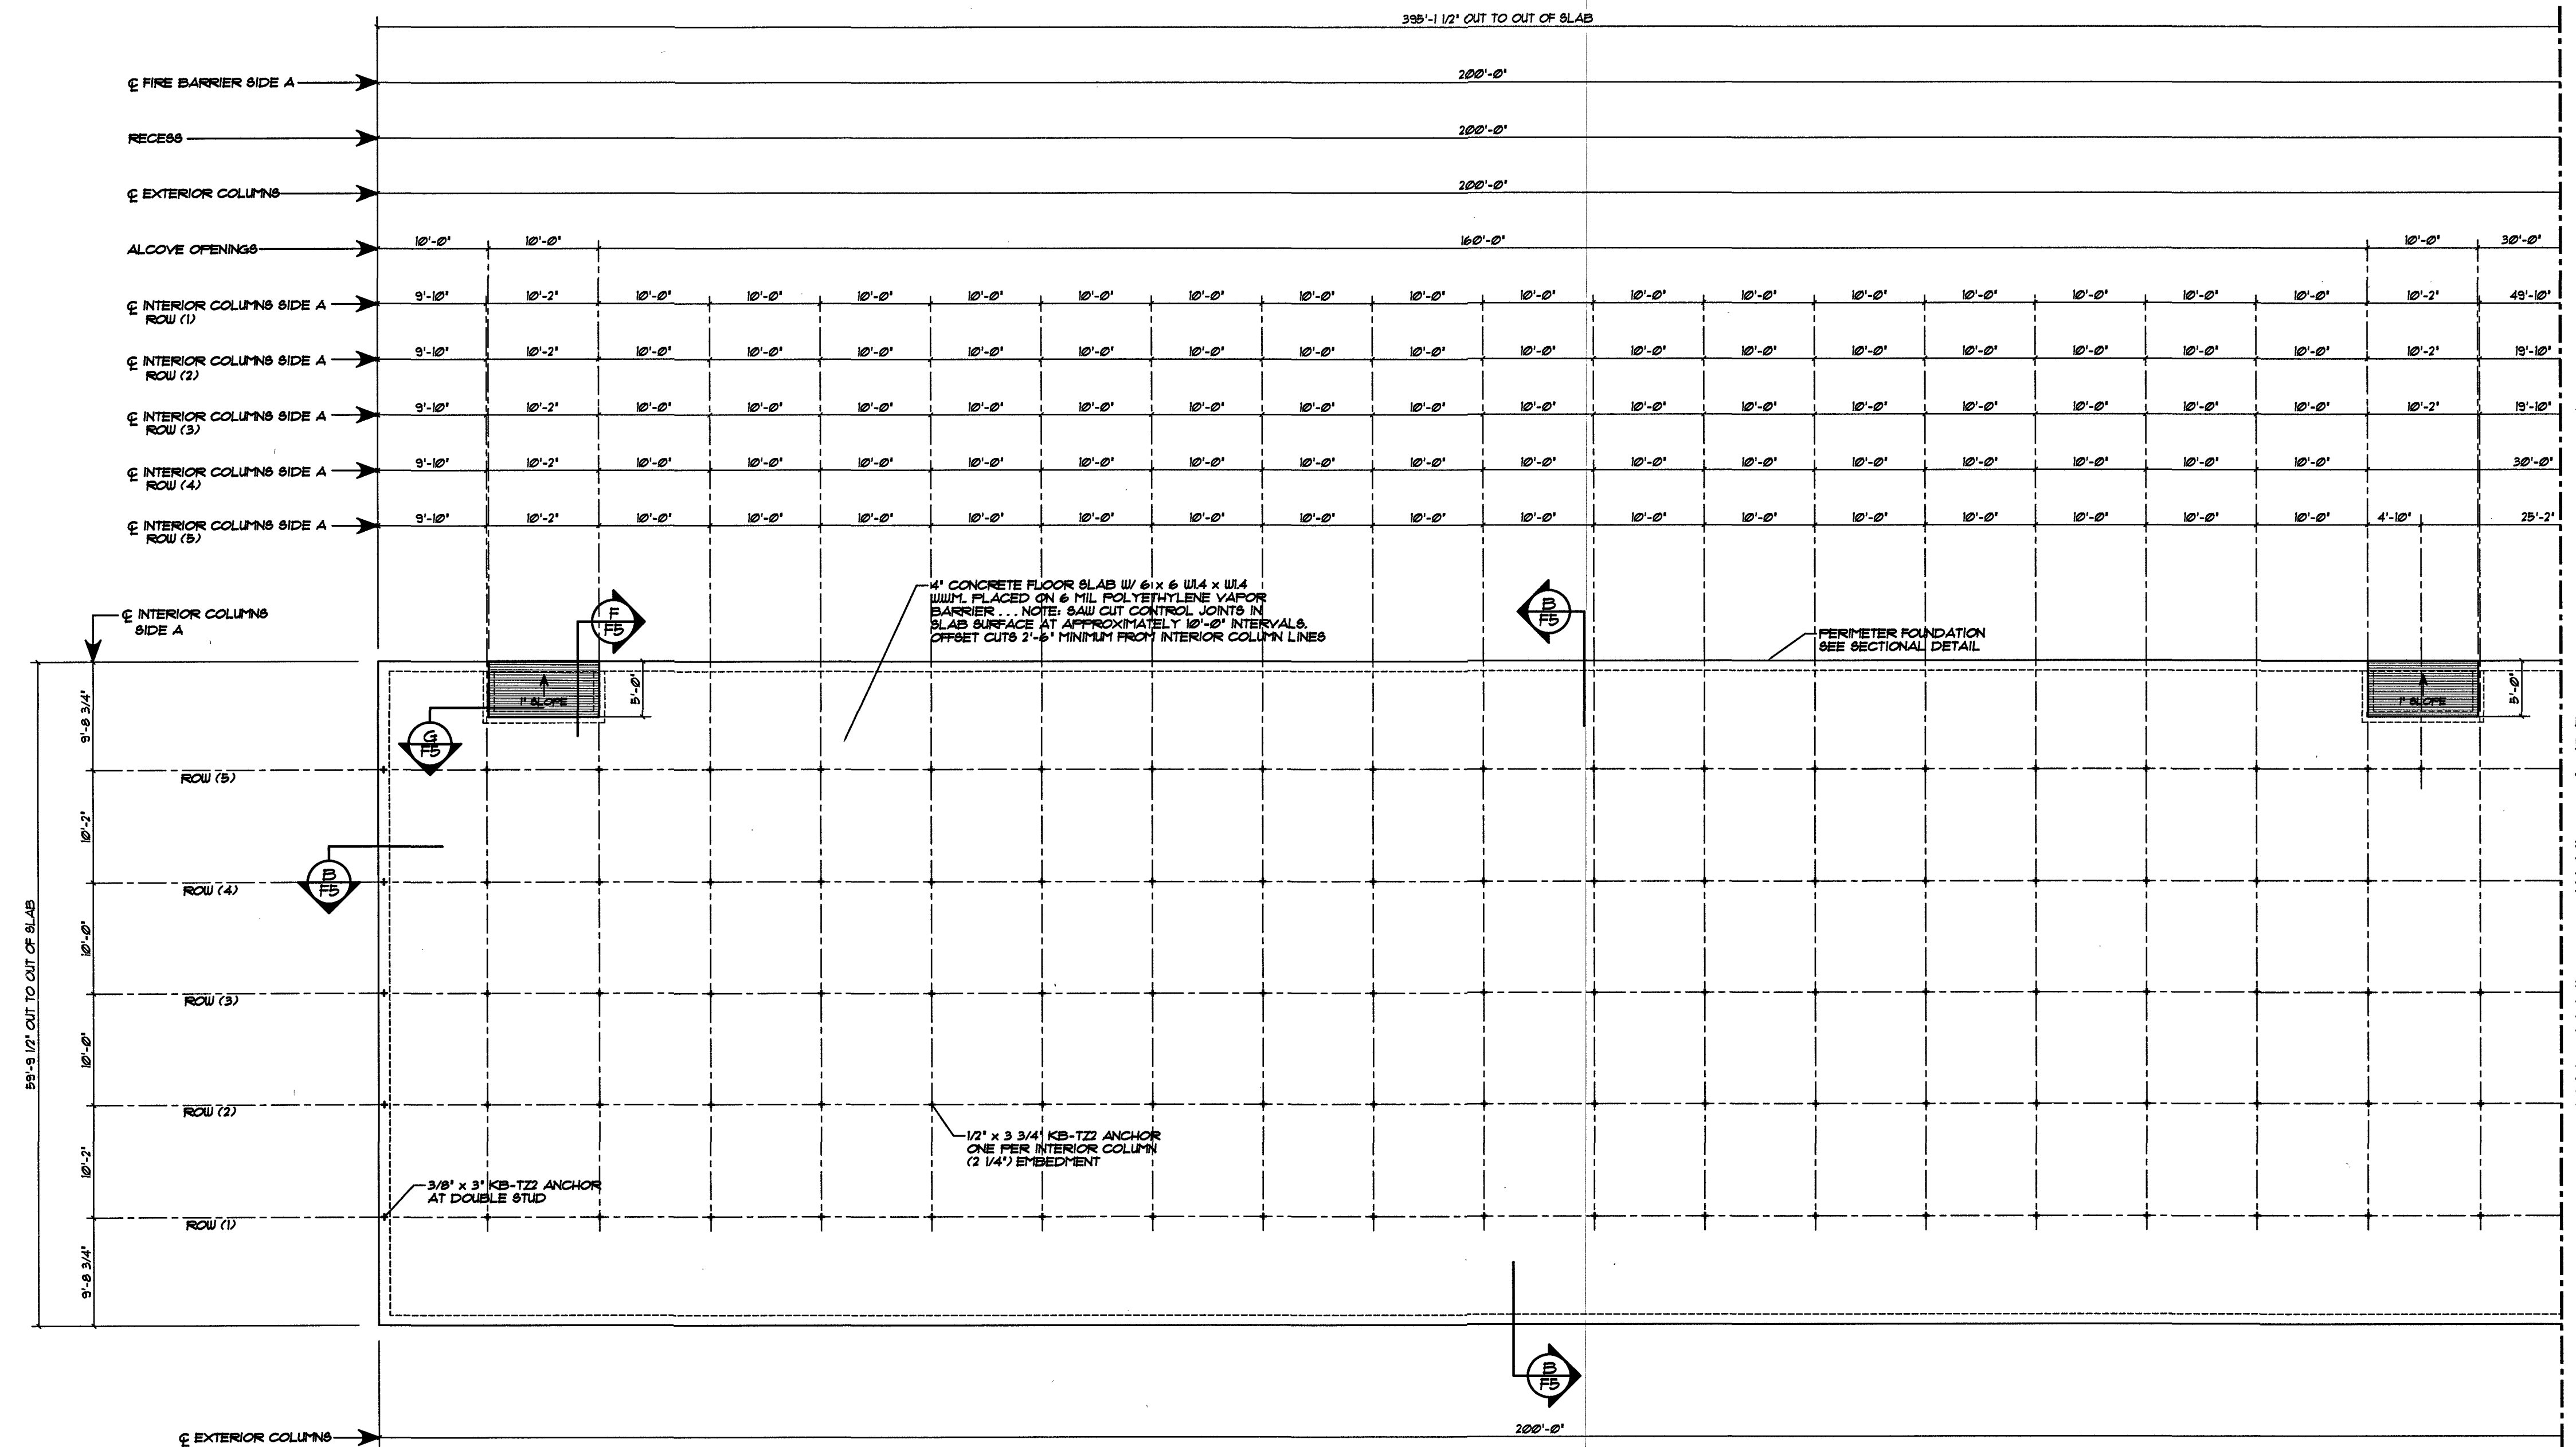 395'-1 1/2" OUT TO OUT OF SLAB
℄ FIRE BARRIER SIDE A
200'-0"
RECESS
200'-0"
℄ EXTERIOR COLUMNS
200'-0"
ALCOVE OPENINGS
10'-0" 10'-0" 160'-0" 10'-0" 30'-0"
℄ INTERIOR COLUMNS SIDE A
ROW (1)
9'-10" 10'-2" 10'-0" 10'-0" 10'-0" 10'-0" 10'-0" 10'-0" 10'-0" 10'-0" 10'-0" 10'-0" 10'-0" 10'-0" 10'-0" 10'-0" 10'-0" 10'-0" 10'-2" 49'-10"
℄ INTERIOR COLUMNS SIDE A
ROW (2)
9'-10" 10'-2" 10'-0" 10'-0" 10'-0" 10'-0" 10'-0" 10'-0" 10'-0" 10'-0" 10'-0" 10'-0" 10'-0" 10'-0" 10'-0" 10'-0" 10'-0" 10'-0" 10'-2" 19'-10"
℄ INTERIOR COLUMNS SIDE A
ROW (3)
9'-10" 10'-2" 10'-0" 10'-0" 10'-0" 10'-0" 10'-0" 10'-0" 10'-0" 10'-0" 10'-0" 10'-0" 10'-0" 10'-0" 10'-0" 10'-0" 10'-0" 10'-0" 10'-2" 19'-10"
℄ INTERIOR COLUMNS SIDE A
ROW (4)
9'-10" 10'-2" 10'-0" 10'-0" 10'-0" 10'-0" 10'-0" 10'-0" 10'-0" 10'-0" 10'-0" 10'-0" 10'-0" 10'-0" 10'-0" 10'-0" 10'-0" 10'-0" 30'-0"
℄ INTERIOR COLUMNS SIDE A
ROW (5)
9'-10" 10'-2" 10'-0" 10'-0" 10'-0" 10'-0" 10'-0" 10'-0" 10'-0" 10'-0" 10'-0" 10'-0" 10'-0" 10'-0" 10'-0" 10'-0" 10'-0" 10'-0" 4'-10" 25'-2"
℄ INTERIOR COLUMNS
SIDE A
F
F5
4" CONCRETE FLOOR SLAB W/ 6 x 6 W1.4 x W1.4
W.W.M. PLACED ON 6 MIL POLYETHYLENE VAPOR
BARRIER . . . NOTE: SAW CUT CONTROL JOINTS IN
SLAB SURFACE AT APPROXIMATELY 10'-0" INTERVALS.
OFFSET CUTS 2'-6" MINIMUM FROM INTERIOR COLUMN LINES
B
F5
PERIMETER FOUNDATION
SEE SECTIONAL DETAIL
1" SLOPE
5'-0"
1" SLOPE
5'-0"
G
F5
9'-8 3/4"
ROW (5)
10'-2"
B
F5
ROW (4)
59'-9 1/2" OUT TO OUT OF SLAB
10'-0"
ROW (3)
10'-0"
ROW (2)
1/2" x 3 3/4" KB-TZ2 ANCHOR
ONE PER INTERIOR COLUMN
(2 1/4") EMBEDMENT
10'-2"
3/8" x 3" KB-TZ2 ANCHOR
AT DOUBLE STUD
ROW (1)
9'-8 3/4"
B
F5
℄ EXTERIOR COLUMNS
200'-0"